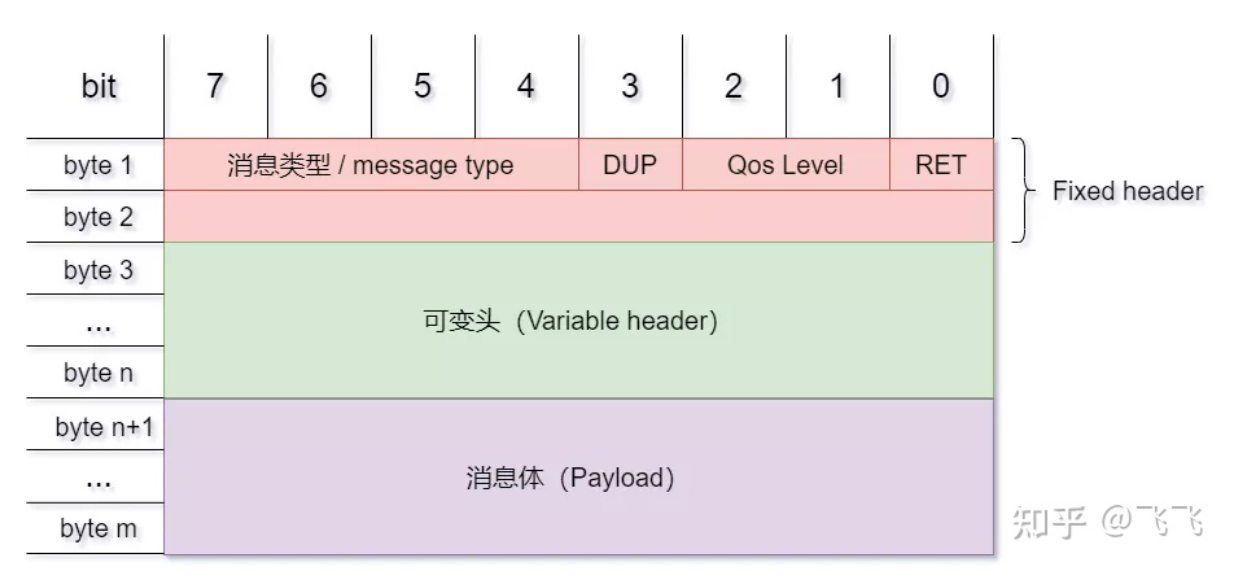 bit 7 6 5 4 3 2 1 0
byte 1 消息类型 / message type DUP Qos Level RET
Fixed header
byte 2
byte 3
...
可变头（Variable header）
byte n
byte n+1
...
消息体（Payload）
byte m
知乎 @飞飞